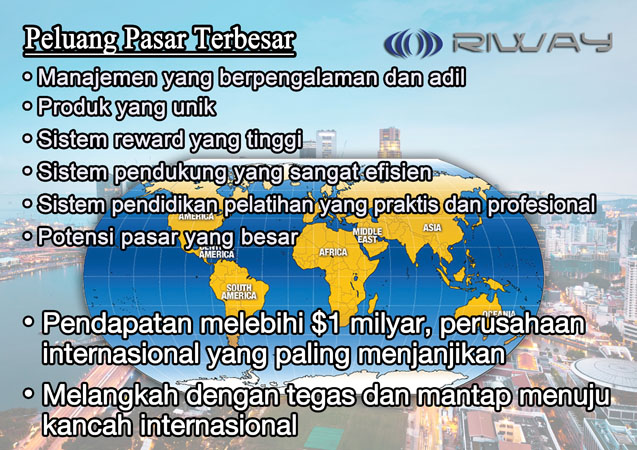 Peluang Pasar Terbesar
RIWAY
• Manajemen yang berpengalaman dan adil
• Produk yang unik
• Sistem reward yang tinggi
• Sistem pendukung yang sangat efisien
• Sistem pendidikan pelatihan yang praktis dan profesional
AMERICA
• Potensi pasar yang besar
MIDDLE
EAST
ASIA
AFRICA
AMERICA
SOUTH
AMERICA
OCEANIA
• Pendapatan melebihi $1 milyar, perusahaan
internasional yang paling menjanjikan
• Melangkah dengan tegas dan mantap menuju
kancah internasional